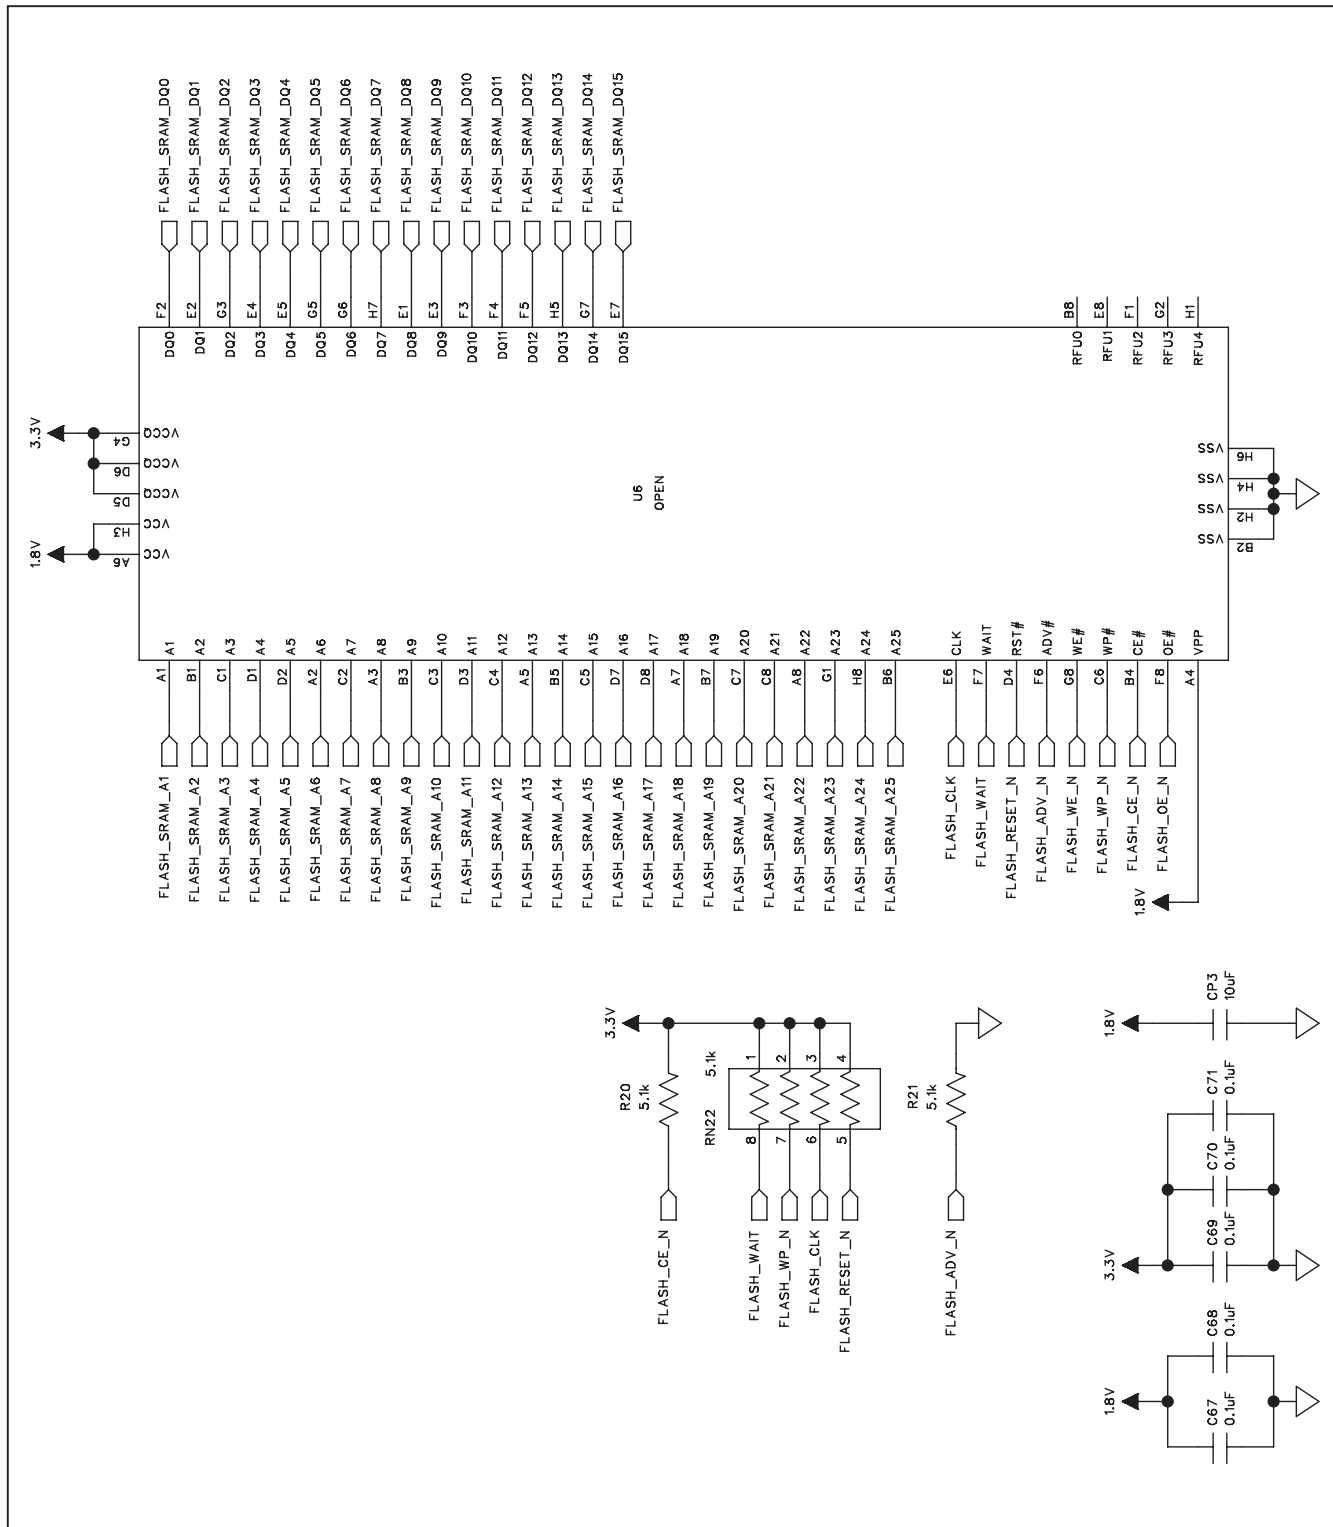 3.3V
1.8V
G4 VCCQ
D6 VCCQ
D5 VCCQ
H3 VCC
A6 VCC
U6
OPEN
FLASH_SRAM_A1 A1 A1
FLASH_SRAM_A2 B1 A2
FLASH_SRAM_A3 C1 A3
FLASH_SRAM_A4 D1 A4
FLASH_SRAM_A5 D2 A5
FLASH_SRAM_A6 A2 A6
FLASH_SRAM_A7 C2 A7
FLASH_SRAM_A8 A3 A8
FLASH_SRAM_A9 B3 A9
FLASH_SRAM_A10 C3 A10
FLASH_SRAM_A11 D3 A11
FLASH_SRAM_A12 C4 A12
FLASH_SRAM_A13 A5 A13
FLASH_SRAM_A14 B5 A14
FLASH_SRAM_A15 C5 A15
FLASH_SRAM_A16 D7 A16
FLASH_SRAM_A17 D8 A17
FLASH_SRAM_A18 A7 A18
FLASH_SRAM_A19 B7 A19
FLASH_SRAM_A20 C7 A20
FLASH_SRAM_A21 C8 A21
FLASH_SRAM_A22 A8 A22
FLASH_SRAM_A23 G1 A23
FLASH_SRAM_A24 H8 A24
FLASH_SRAM_A25 B6 A25
FLASH_CLK E6 CLK
FLASH_WAIT F7 WAIT
FLASH_RESET_N D4 RST#
FLASH_ADV_N F6 ADV#
FLASH_WE_N G8 WE#
FLASH_WP_N C6 WP#
FLASH_CE_N B4 CE#
FLASH_OE_N F8 OE#
1.8V A4 VPP
DQ0 F2 FLASH_SRAM_DQ0
DQ1 E2 FLASH_SRAM_DQ1
DQ2 G3 FLASH_SRAM_DQ2
DQ3 E4 FLASH_SRAM_DQ3
DQ4 E5 FLASH_SRAM_DQ4
DQ5 G5 FLASH_SRAM_DQ5
DQ6 G6 FLASH_SRAM_DQ6
DQ7 H7 FLASH_SRAM_DQ7
DQ8 E1 FLASH_SRAM_DQ8
DQ9 E3 FLASH_SRAM_DQ9
DQ10 F3 FLASH_SRAM_DQ10
DQ11 F4 FLASH_SRAM_DQ11
DQ12 F5 FLASH_SRAM_DQ12
DQ13 H5 FLASH_SRAM_DQ13
DQ14 G7 FLASH_SRAM_DQ14
DQ15 E7 FLASH_SRAM_DQ15
RFU0 B8
RFU1 E8
RFU2 F1
RFU3 G2
RFU4 H1
VSS H6
VSS H4
VSS H2
VSS B2
3.3V
FLASH_CE_N R20
5.1k
RN22 5.1k
FLASH_WAIT 8 1
FLASH_WP_N 7 2
FLASH_CLK 6 3
FLASH_RESET_N 5 4
FLASH_ADV_N R21
5.1k
1.8V
C67
0.1uF
C68
0.1uF
3.3V
C69
0.1uF
C70
0.1uF
C71
0.1uF
1.8V
CP3
10uF